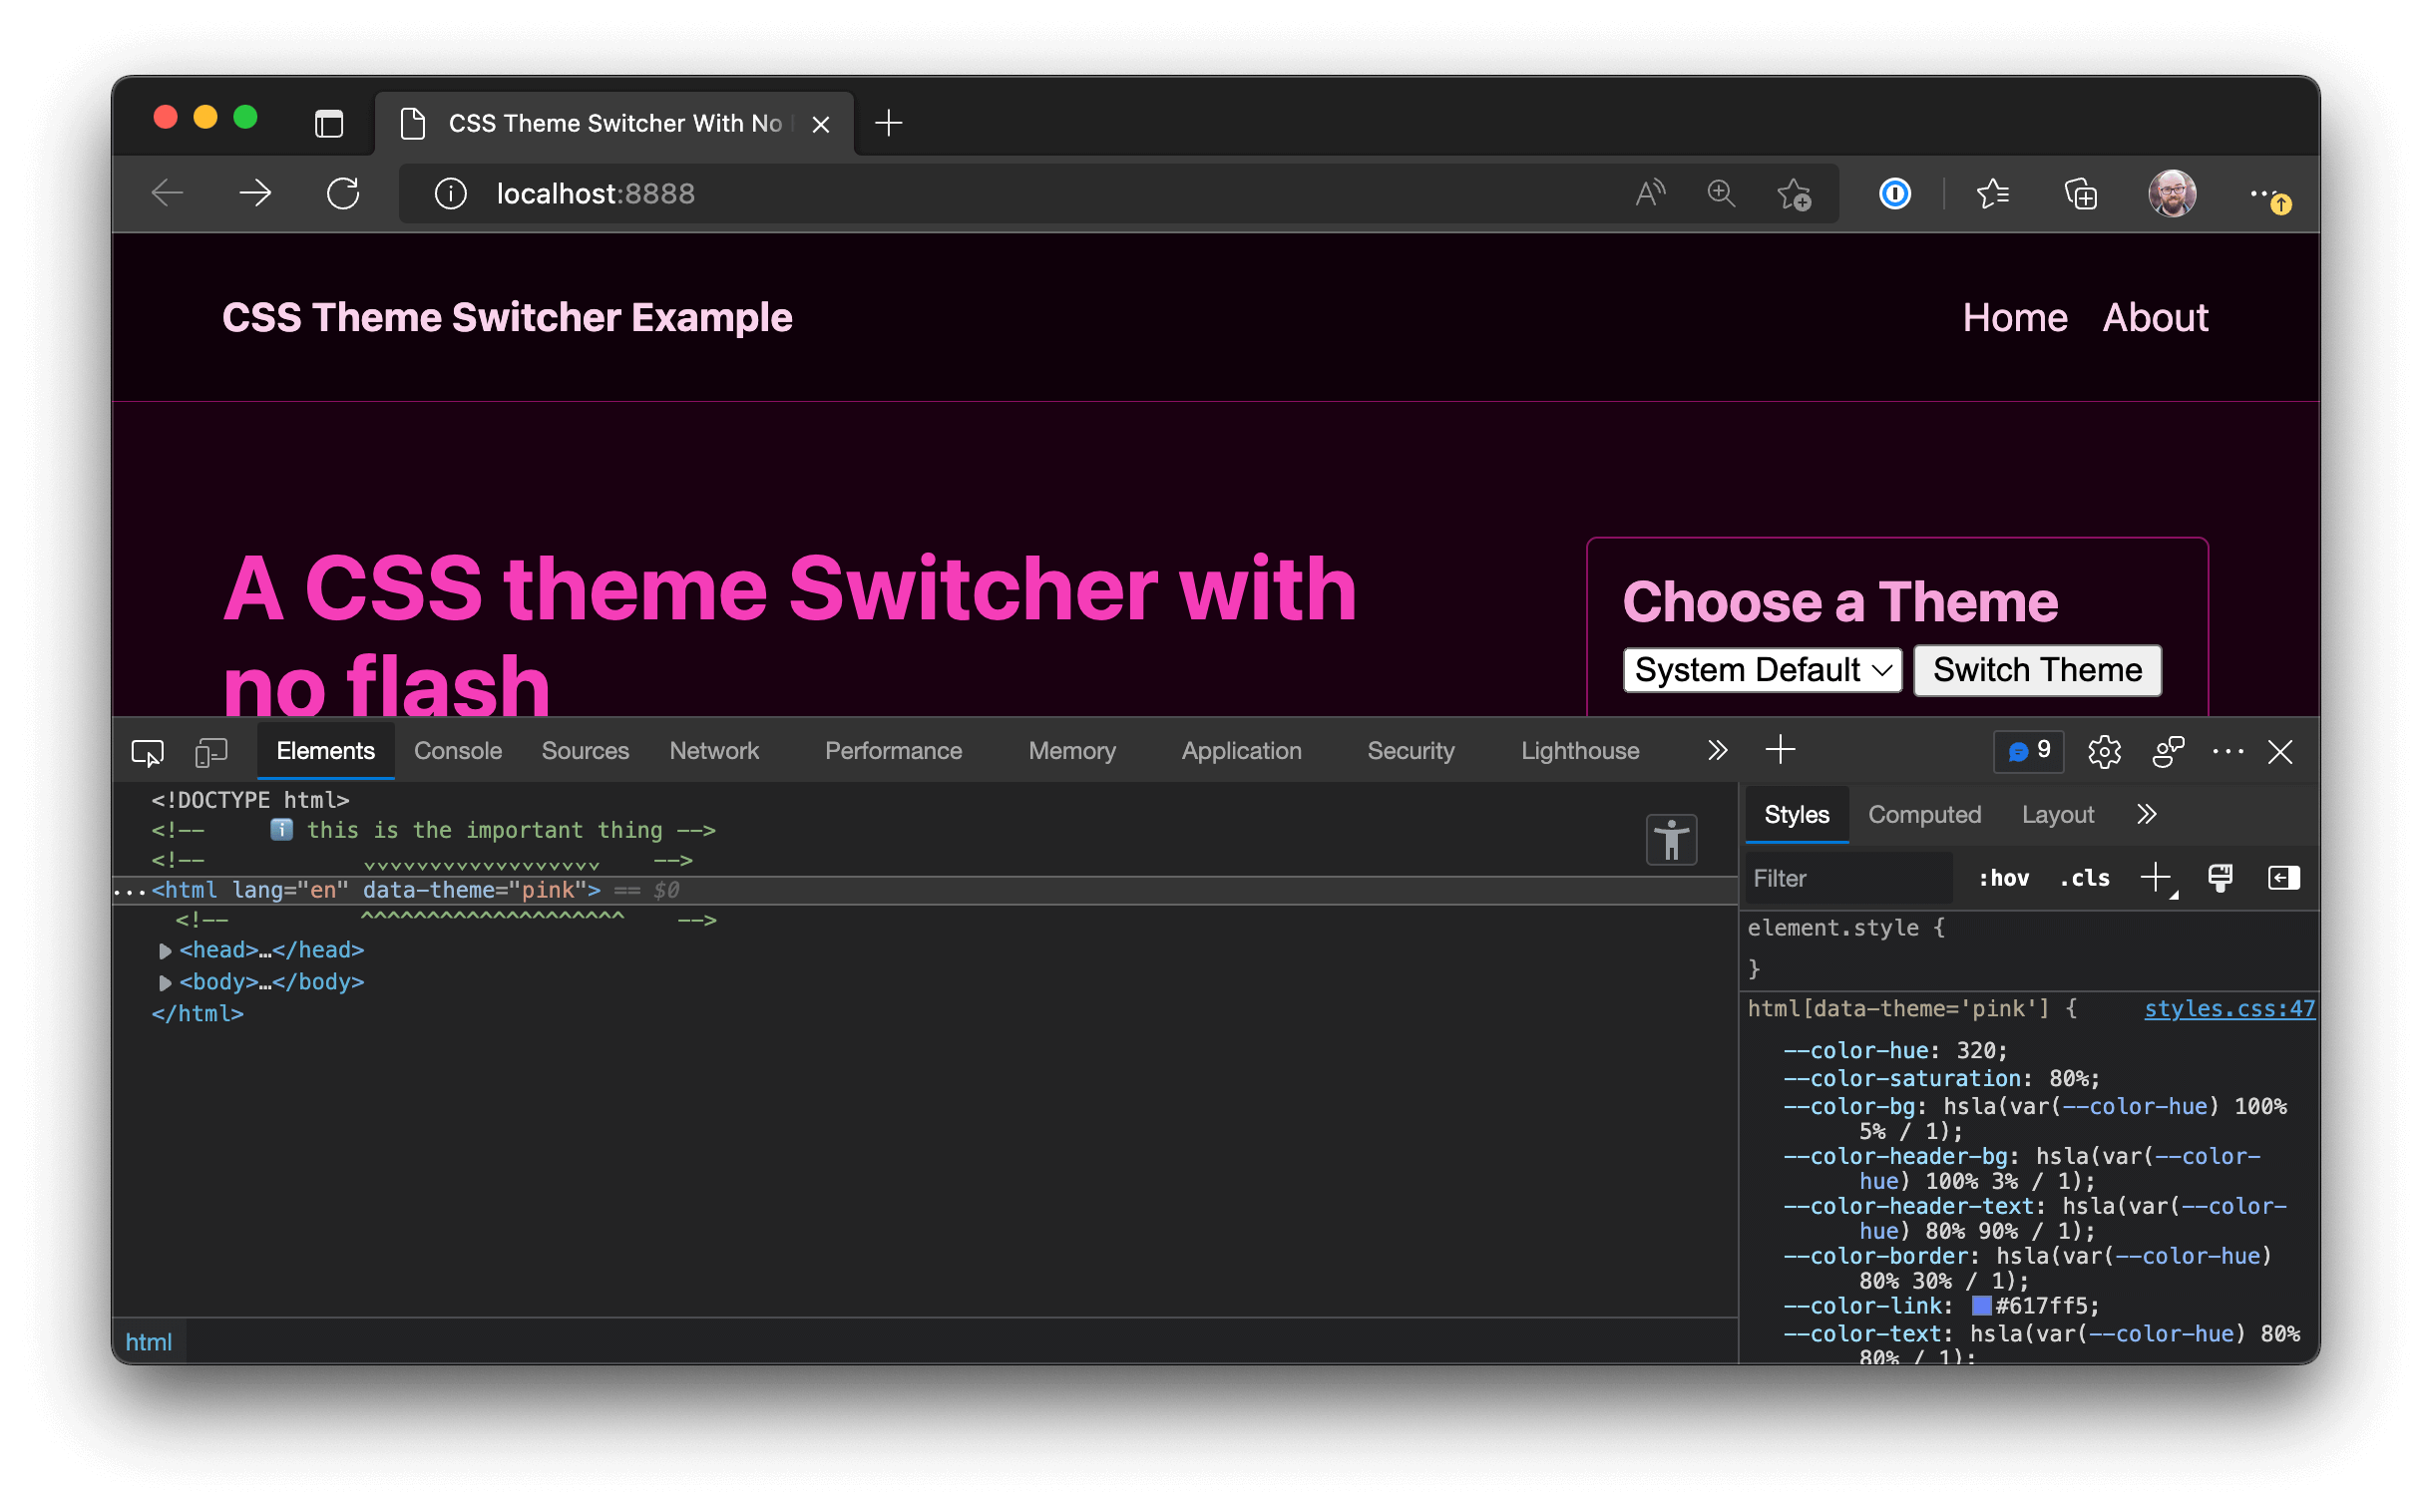 CSS Theme Switcher With No
localhost:8888
CSS Theme Switcher Example
Home About
A CSS theme Switcher with
no flash
Choose a Theme
System Default Switch Theme
Elements Console Sources Network Performance Memory Application Security Lighthouse 9
<!DOCTYPE html>
<!-- ℹ️ this is the important thing -->
<!-- ⌄⌄⌄⌄⌄⌄⌄⌄⌄⌄⌄⌄⌄⌄⌄⌄⌄⌄ -->
...<html lang="en" data-theme="pink"> == $0
<!-- ^^^^^^^^^^^^^^^^^^^^ -->
<head>…</head>
<body>…</body>
</html>
html
Styles Computed Layout
Filter :hov .cls
element.style {
}
html[data-theme='pink'] { styles.css:47
--color-hue: 320;
--color-saturation: 80%;
--color-bg: hsla(var(--color-hue) 100%
5% / 1);
--color-header-bg: hsla(var(--color-
hue) 100% 3% / 1);
--color-header-text: hsla(var(--color-
hue) 80% 90% / 1);
--color-border: hsla(var(--color-hue)
80% 30% / 1);
--color-link: #617ff5;
--color-text: hsla(var(--color-hue) 80%
80% / 1);